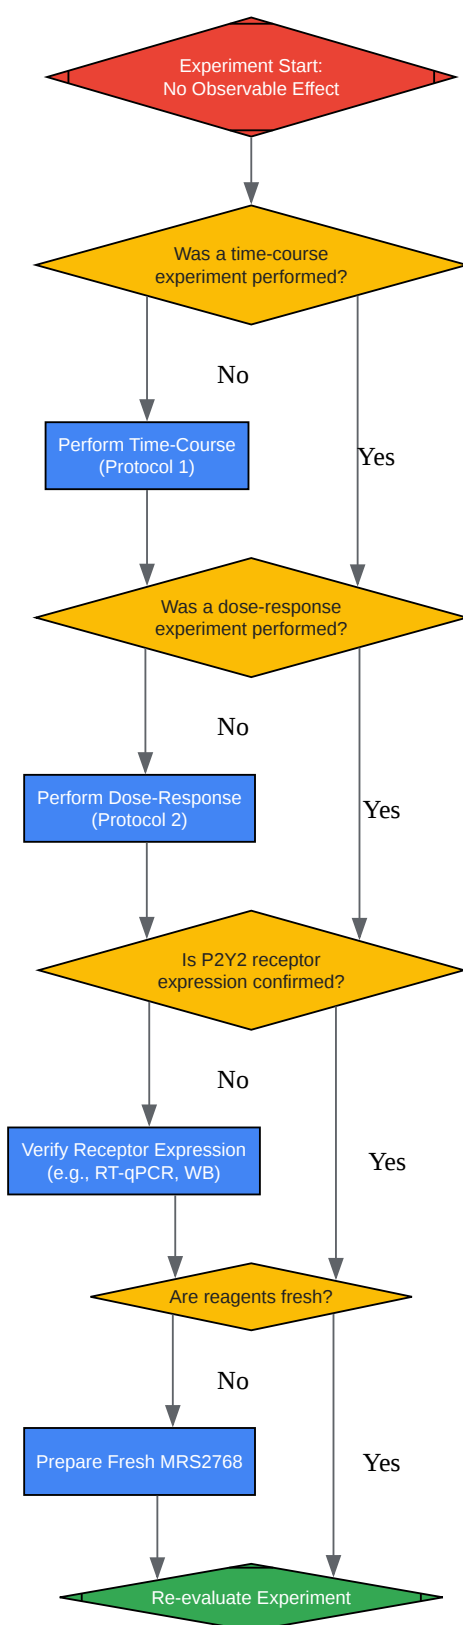 Experiment Start:
No Observable Effect
Was a time-course
experiment performed?
No
Perform Time-Course
(Protocol 1)
Yes
Was a dose-response
experiment performed?
No
Perform Dose-Response
(Protocol 2)
Yes
Is P2Y2 receptor
expression confirmed?
No
Verify Receptor Expression
(e.g., RT-qPCR, WB)
Yes
Are reagents fresh?
No
Prepare Fresh MRS2768
Yes
Re-evaluate Experiment